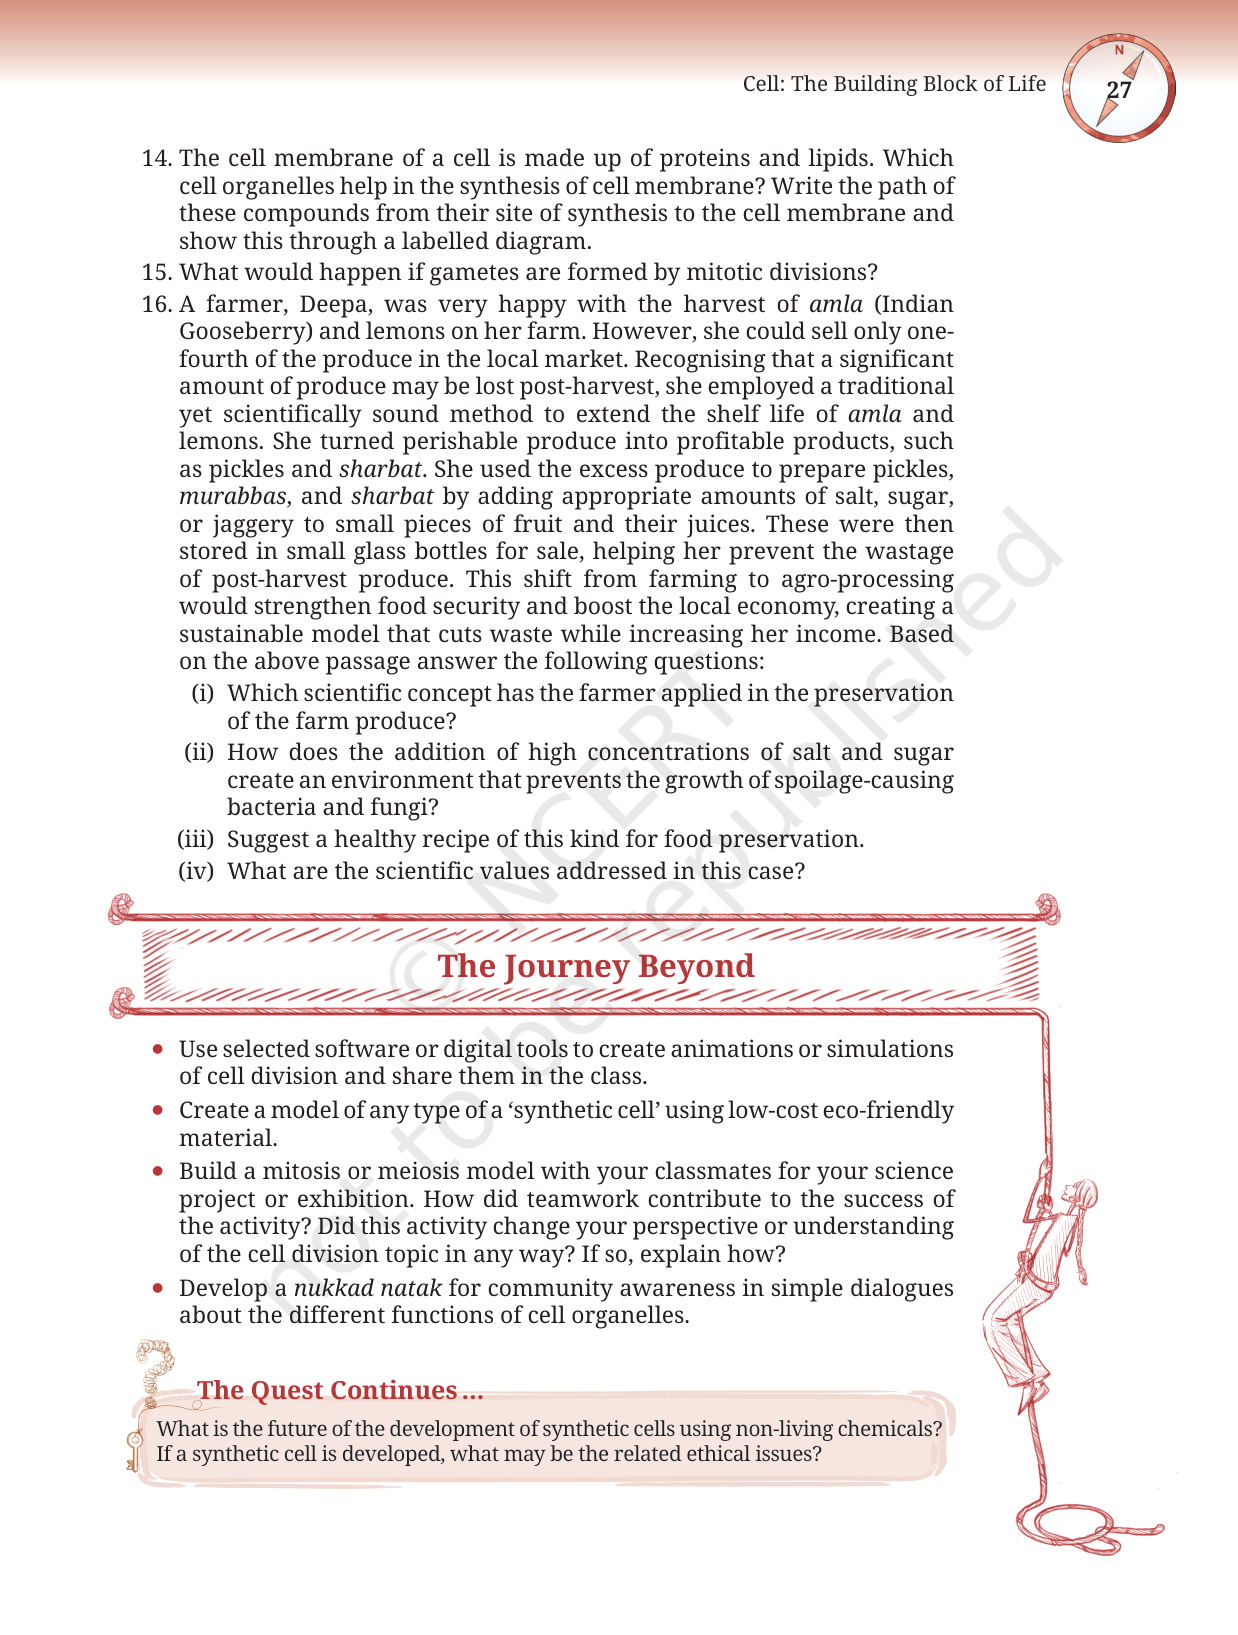 Cell: The Building Block of Life
27
N
14. The cell membrane of a cell is made up of proteins and lipids. Which
cell organelles help in the synthesis of cell membrane? Write the path of
these compounds from their site of synthesis to the cell membrane and
show this through a labelled diagram.
15. What would happen if gametes are formed by mitotic divisions?
16. A farmer, Deepa, was very happy with the harvest of amla (Indian
Gooseberry) and lemons on her farm. However, she could sell only one-
fourth of the produce in the local market. Recognising that a significant
amount of produce may be lost post-harvest, she employed a traditional
yet scientifically sound method to extend the shelf life of amla and
lemons. She turned perishable produce into profitable products, such
as pickles and sharbat. She used the excess produce to prepare pickles,
murabbas, and sharbat by adding appropriate amounts of salt, sugar,
or jaggery to small pieces of fruit and their juices. These were then
stored in small glass bottles for sale, helping her prevent the wastage
of post-harvest produce. This shift from farming to agro-processing
would strengthen food security and boost the local economy, creating a
sustainable model that cuts waste while increasing her income. Based
on the above passage answer the following questions:
(i) Which scientific concept has the farmer applied in the preservation
of the farm produce?
(ii) How does the addition of high concentrations of salt and sugar
create an environment that prevents the growth of spoilage-causing
bacteria and fungi?
(iii) Suggest a healthy recipe of this kind for food preservation.
(iv) What are the scientific values addressed in this case?
The Journey Beyond
• Use selected software or digital tools to create animations or simulations
of cell division and share them in the class.
• Create a model of any type of a ‘synthetic cell’ using low-cost eco-friendly
material.
• Build a mitosis or meiosis model with your classmates for your science
project or exhibition. How did teamwork contribute to the success of
the activity? Did this activity change your perspective or understanding
of the cell division topic in any way? If so, explain how?
• Develop a nukkad natak for community awareness in simple dialogues
about the different functions of cell organelles.
The Quest Continues ...
What is the future of the development of synthetic cells using non-living chemicals?
If a synthetic cell is developed, what may be the related ethical issues?
© NCERT
not to be republished